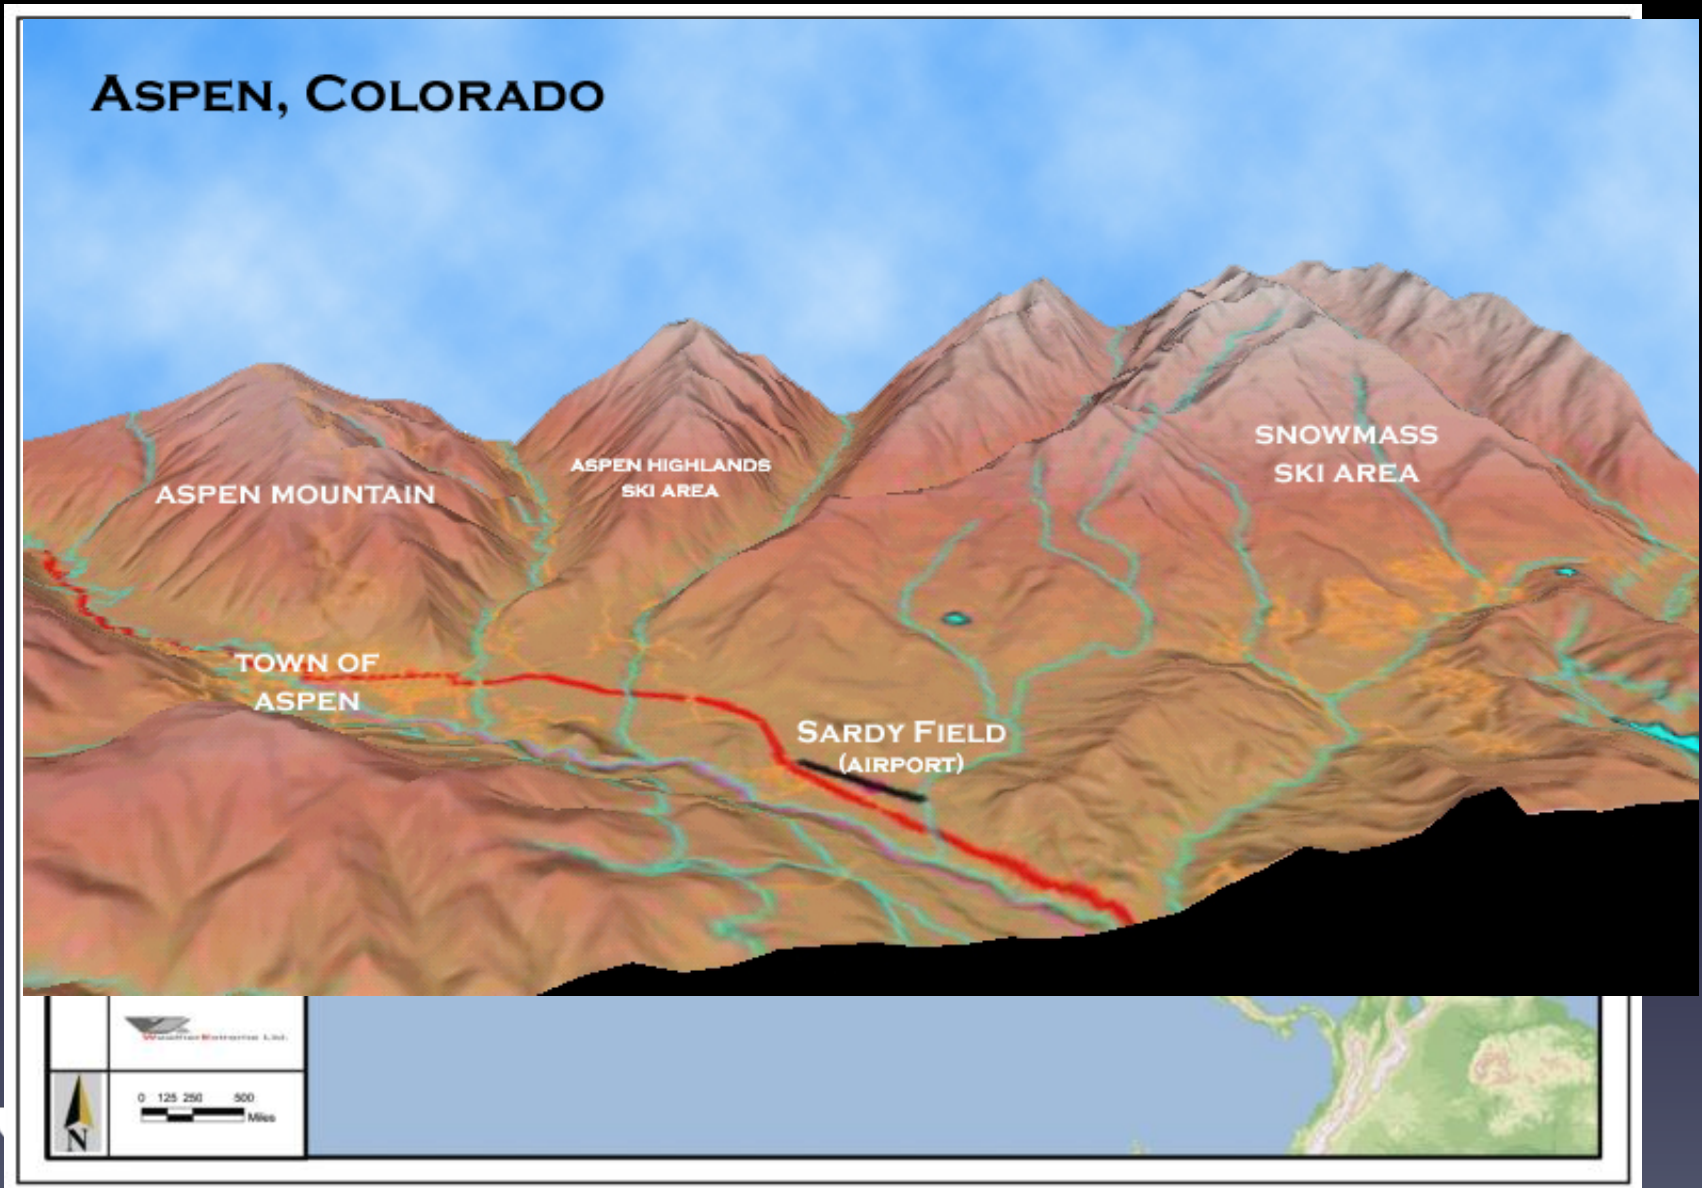 ASPEN, COLORADO
ASPEN MOUNTAIN
ASPEN HIGHLANDS
SKI AREA
SNOWMASS
SKI AREA
TOWN OF
ASPEN
SARDY FIELD
(AIRPORT)
0 125 250 500
Miles
N